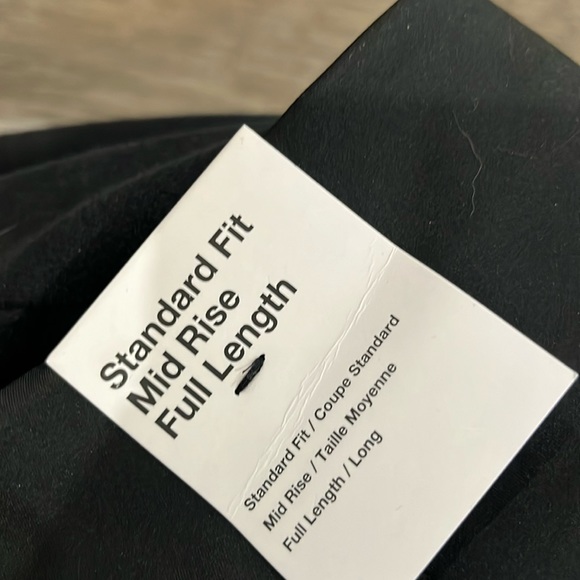 Standard Fit
Mid Rise
Full Length
Standard Fit / Coupe Standard
Mid Rise / Taille Moyenne
Full Length / Long